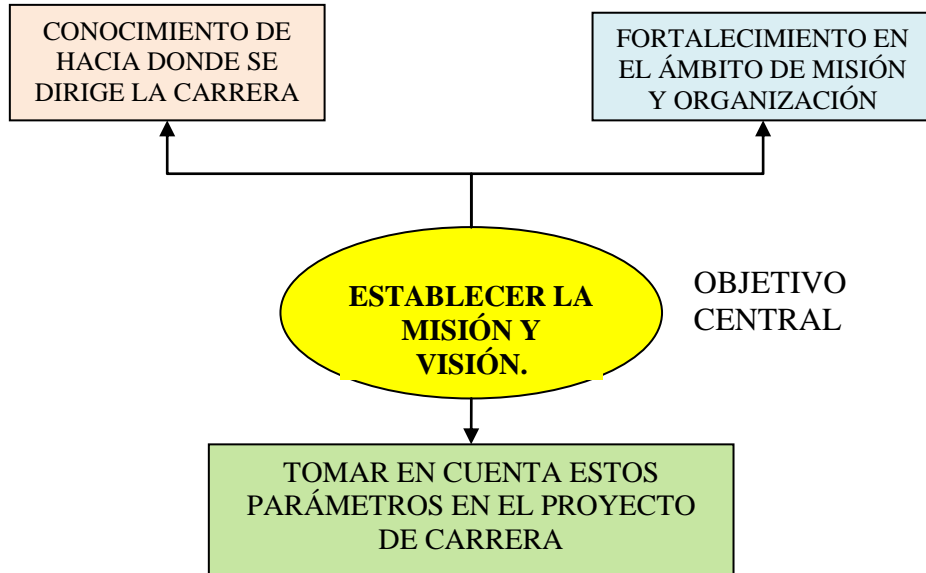 CONOCIMIENTO DE
HACIA DONDE SE
DIRIGE LA CARRERA
FORTALECIMIENTO EN
EL ÁMBITO DE MISIÓN
Y ORGANIZACIÓN
ESTABLECER LA
MISIÓN Y
VISIÓN.
OBJETIVO
CENTRAL
TOMAR EN CUENTA ESTOS
PARÁMETROS EN EL PROYECTO
DE CARRERA